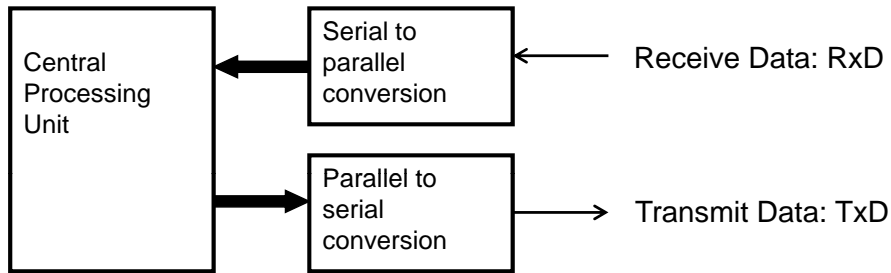 Central
Processing
Unit
Serial to
parallel
conversion
Receive Data: RxD
Parallel to
serial
conversion
Transmit Data: TxD